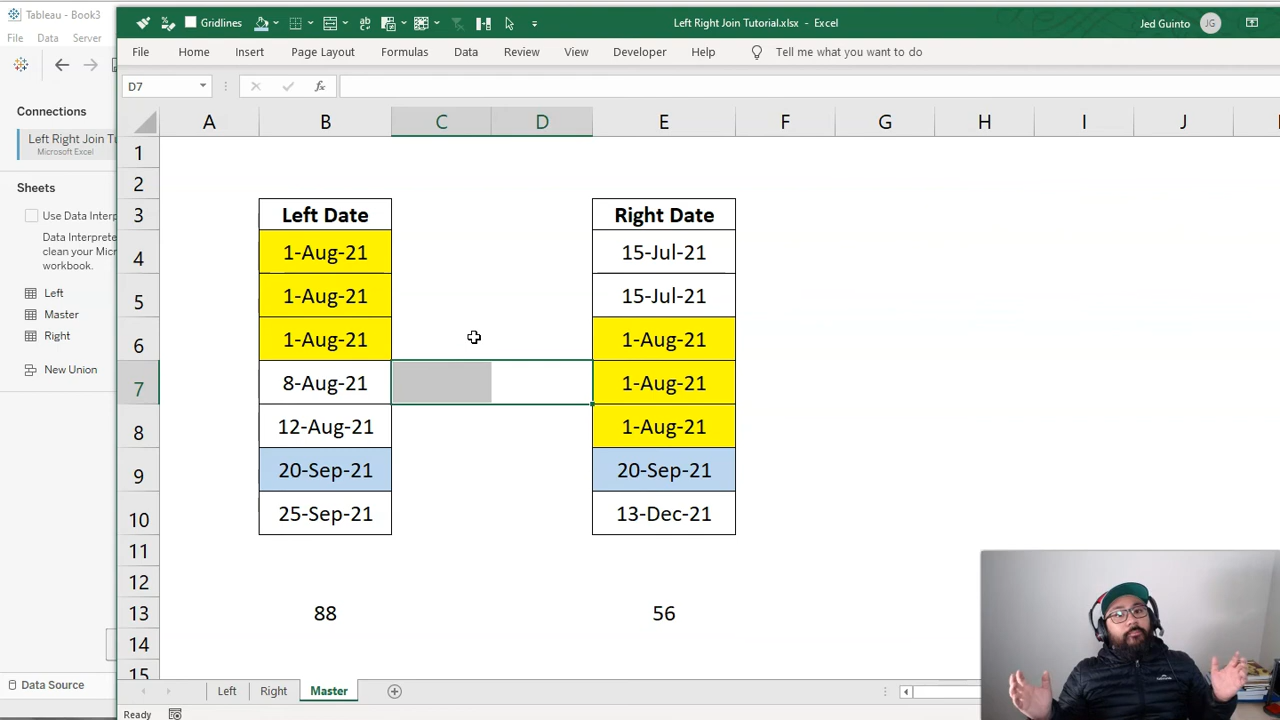 Tableau - Book3
File Data Server
Connections
Left Right Join Tu
Microsoft Excel
Sheets
Use Data Interp
Data Interprete
clean your Micr
workbook.
Left
Master
Right
New Union
Data Source
Gridlines
Left Right Join Tutorial.xlsx - Excel
Jed Guinto JG
File Home Insert Page Layout Formulas Data Review View Developer Help Tell me what you want to do
D7 fx
A B C D E F G H I J
1
2
3 Left Date Right Date
4 1-Aug-21 15-Jul-21
5 1-Aug-21 15-Jul-21
6 1-Aug-21 1-Aug-21
7 8-Aug-21 1-Aug-21
8 12-Aug-21 1-Aug-21
9 20-Sep-21 20-Sep-21
10 25-Sep-21 13-Dec-21
11
12
13 88 56
14
15
Left Right Master
Ready